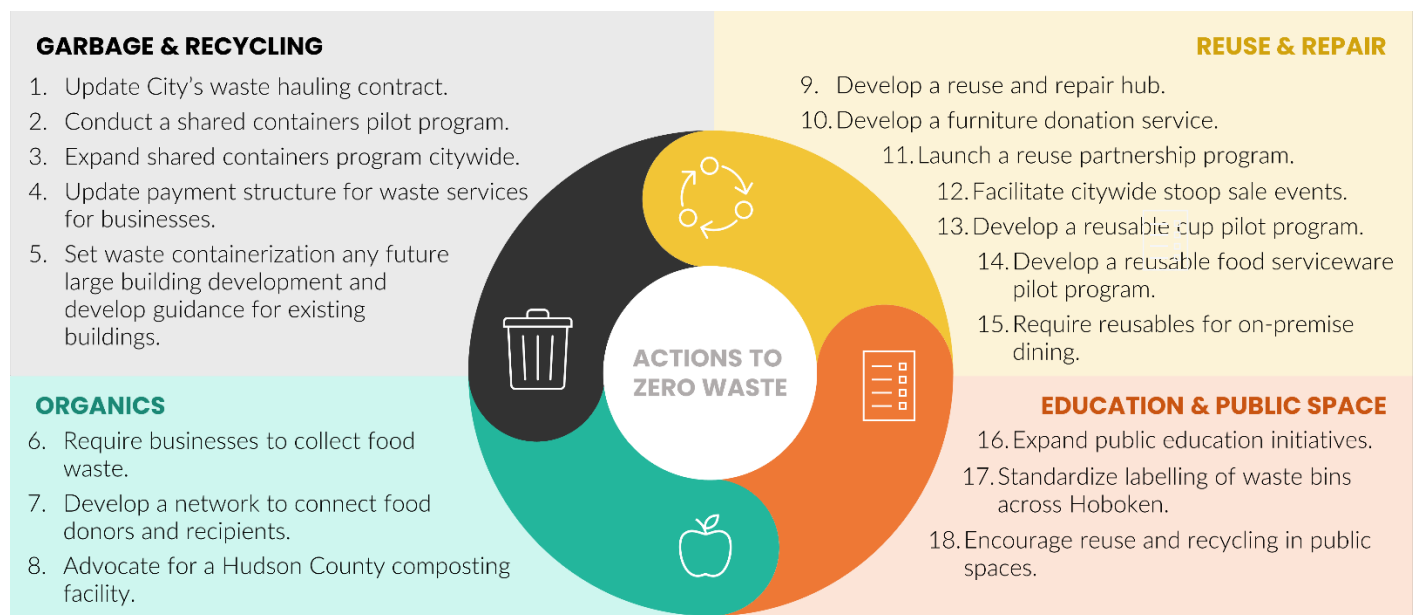 GARBAGE & RECYCLING
1. Update City's waste hauling contract.
2. Conduct a shared containers pilot program.
3. Expand shared containers program citywide.
4. Update payment structure for waste services
for businesses.
5. Set waste containerization any future
large building development and
develop guidance for existing
buildings.
REUSE & REPAIR
9. Develop a reuse and repair hub.
10. Develop a furniture donation service.
11. Launch a reuse partnership program.
12. Facilitate citywide stoop sale events.
13. Develop a reusable cup pilot program.
14. Develop a reusable food serviceware
pilot program.
15. Require reusables for on-premise
dining.
ACTIONS TO
ZERO WASTE
ORGANICS
6. Require businesses to collect food
waste.
7. Develop a network to connect food
donors and recipients.
8. Advocate for a Hudson County composting
facility.
EDUCATION & PUBLIC SPACE
16. Expand public education initiatives.
17. Standardize labelling of waste bins
across Hoboken.
18. Encourage reuse and recycling in public
spaces.